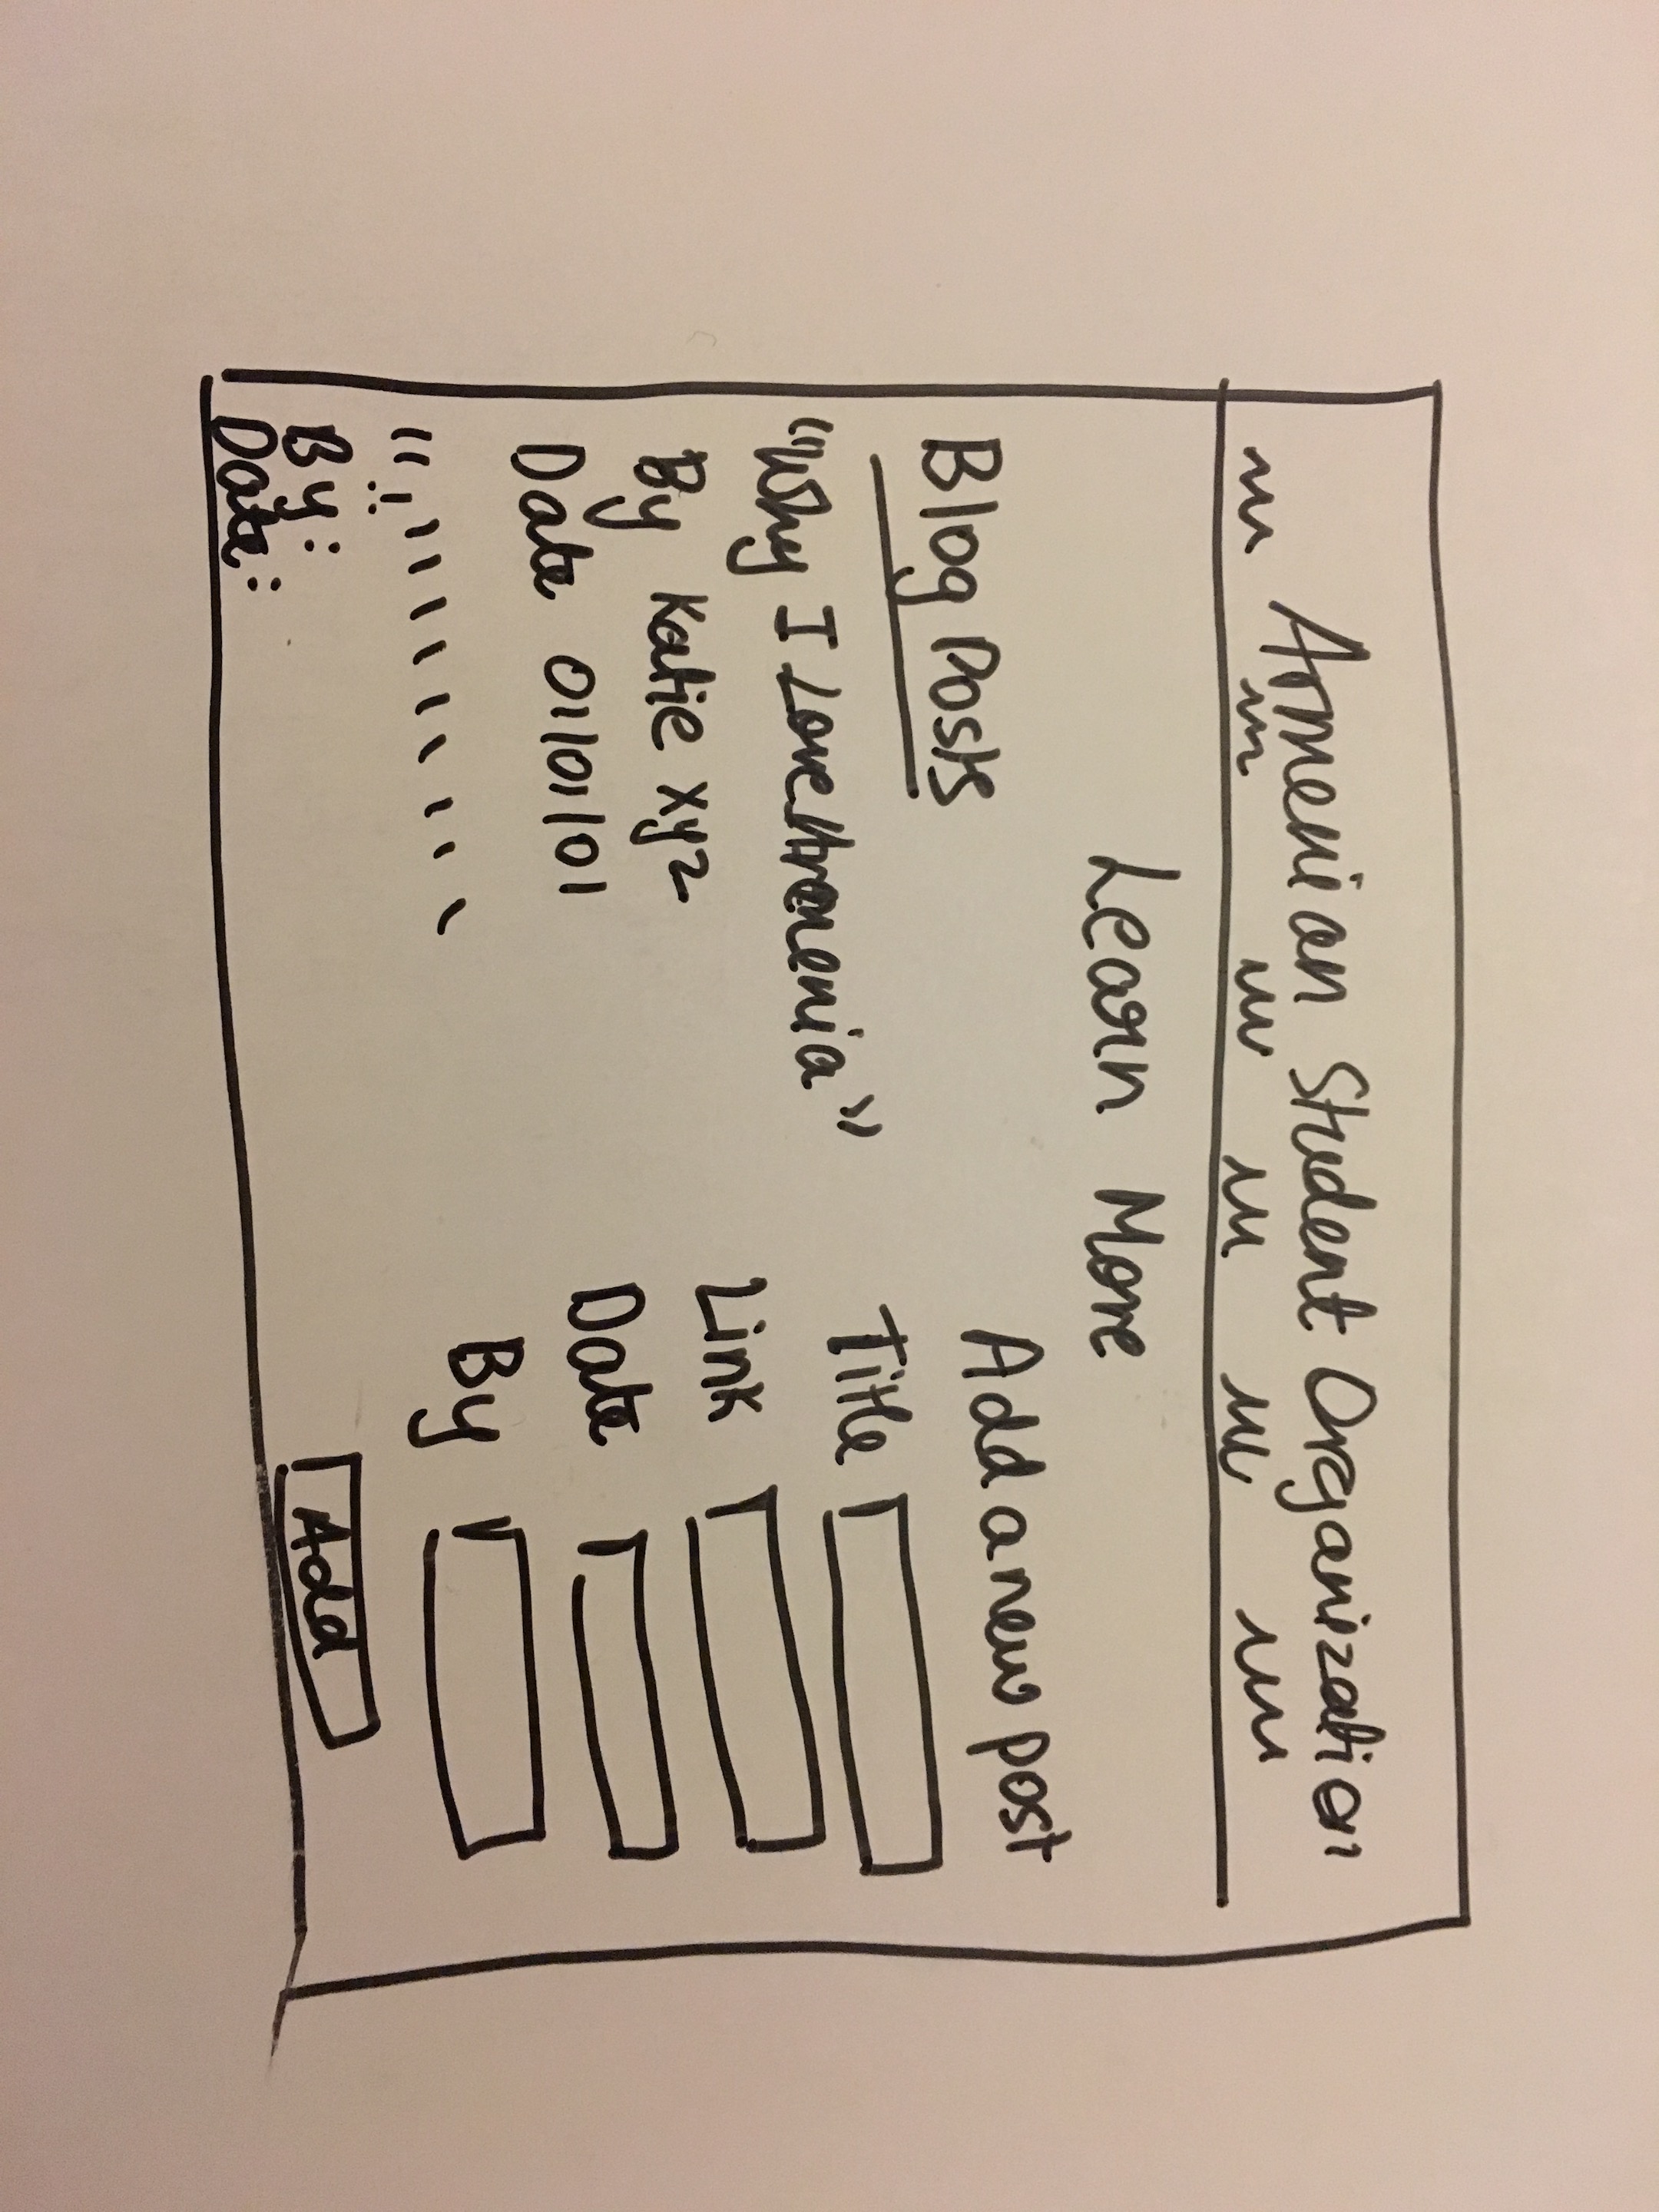 Armenian Student Organization
Learn More
Blog Posts
"Why I Love Armenia"
By Katie xyz
Date 01/01/01
By:
Date:
Add a new post
Title
Link
Date
By
Add